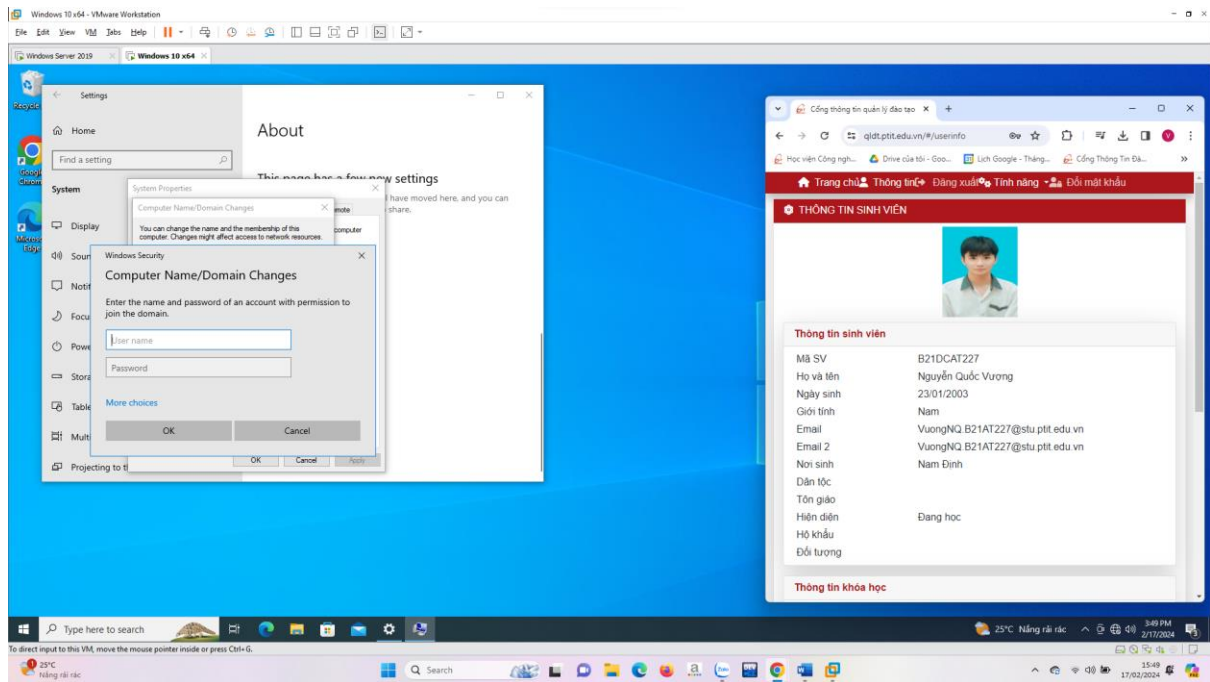 Windows 10 x64 - VMware Workstation
File Edit View VM Tabs Help
Windows Server 2019
Windows 10 x64
Recycle
Google
Chrome
Edge
Settings
Home
Find a setting
System
Display
Notif
Focu
Powe
Stora
Table
Mult
Projecting to t
About
This page has a few new settings
l have moved here, and you can
share.
System Properties
Computer Name/Domain Changes
You can change the name and the membership of this
computer. Changes might affect access to network resources.
mote
computer
Windows Security
Computer Name/Domain Changes
Enter the name and password of an account with permission to
join the domain.
User name
Password
More choices
OK Cancel
OK Cancel Apply
Cổng thông tin quản lý đào tạo
qldt.ptit.edu.vn/#/userinfo
Học viện Công ngh... Drive của tôi - Goo... Lịch Google - Tháng... Cổng Thông Tin Đà...
Trang chủ Thông tin Đăng xuất Tính năng Đổi mật khẩu
THÔNG TIN SINH VIÊN
Thông tin sinh viên
Mã SV B21DCAT227
Họ và tên Nguyễn Quốc Vượng
Ngày sinh 23/01/2003
Giới tính Nam
Email VuongNQ.B21AT227@stu.ptit.edu.vn
Email 2 VuongNQ.B21AT227@stu.ptit.edu.vn
Nơi sinh Nam Định
Dân tộc
Tôn giáo
Hiện diện Đang học
Hộ khẩu
Đối tượng
Thông tin khóa học
Type here to search
25°C Nắng rải rác
3:49 PM
2/17/2024
To direct input to this VM, move the mouse pointer inside or press Ctrl+G.
25°C
Nắng rải rác
Search
15:49
17/02/2024